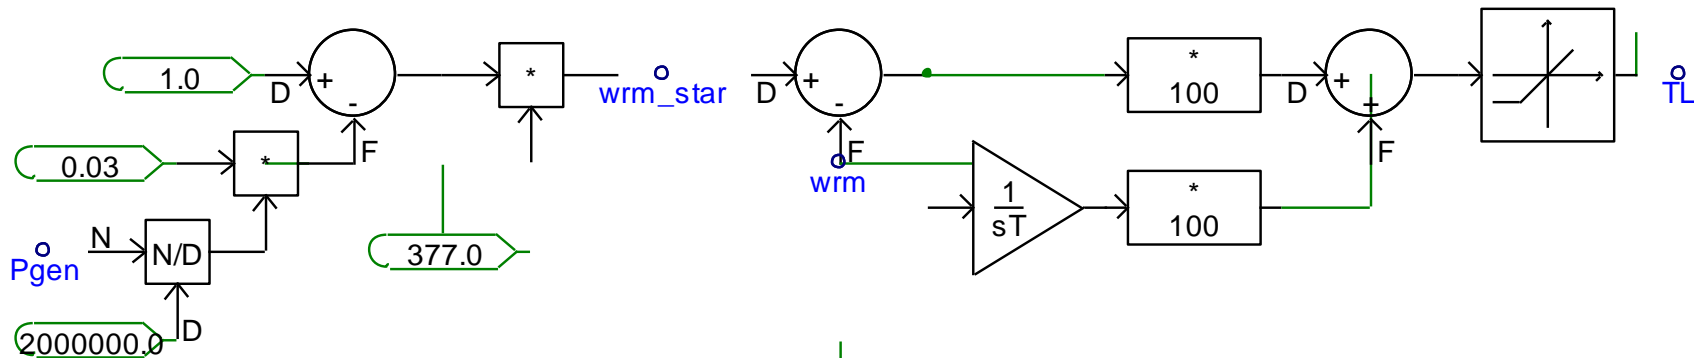 1.0
D
+
-
*
wrm_star
D
+
-
*
100
D
+
+
TL
0.03
*
F
F
wrm
1
sT
*
100
F
377.0
Pgen
N
N/D
D
2000000.0